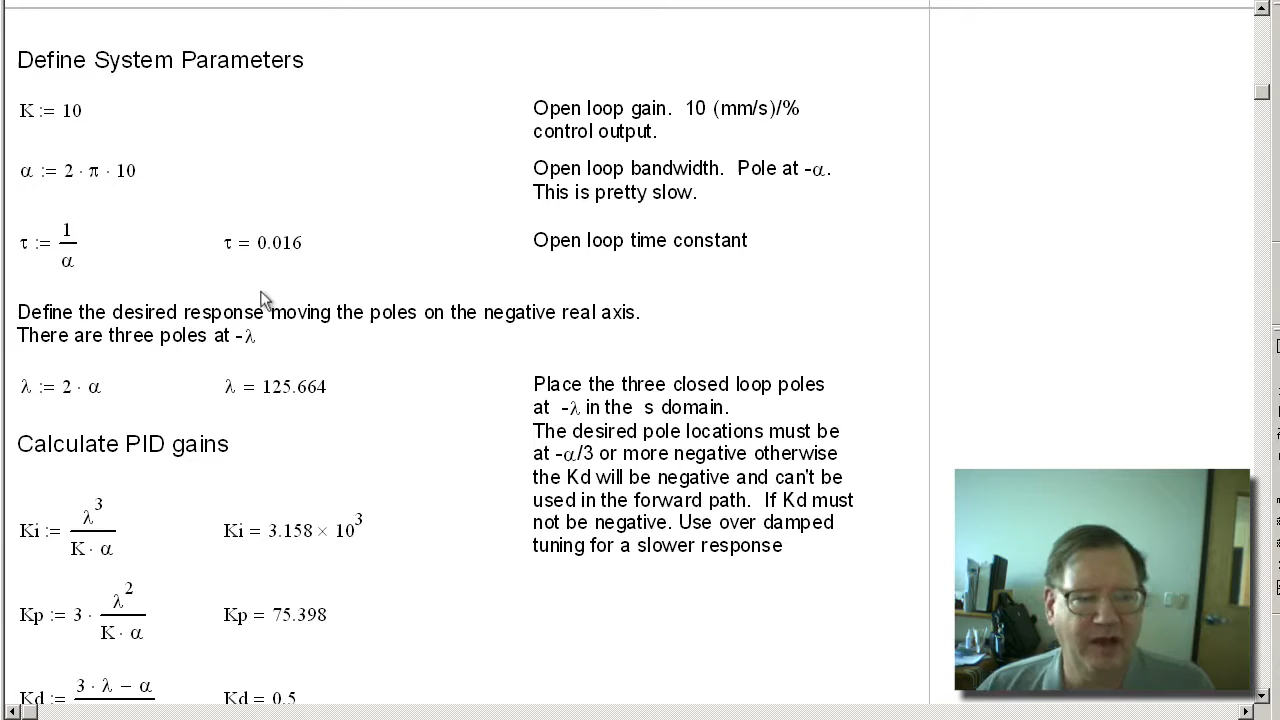 Define System Parameters
K := 10
Open loop gain. 10 (mm/s)/%
control output.
α := 2 · π · 10
Open loop bandwidth. Pole at -α.
This is pretty slow.
τ := 1/α
τ = 0.016
Open loop time constant
Define the desired response moving the poles on the negative real axis.
There are three poles at -λ
λ := 2 · α
λ = 125.664
Place the three closed loop poles
at -λ in the s domain.
The desired pole locations must be
at -α/3 or more negative otherwise
the Kd will be negative and can't be
used in the forward path. If Kd must
not be negative. Use over damped
tuning for a slower response
Calculate PID gains
Ki := λ^3/(K · α)
Ki = 3.158 × 10^3
Kp := 3 · λ^2/(K · α)
Kp = 75.398
Kd := 3 · λ − α
Kd = 0.5